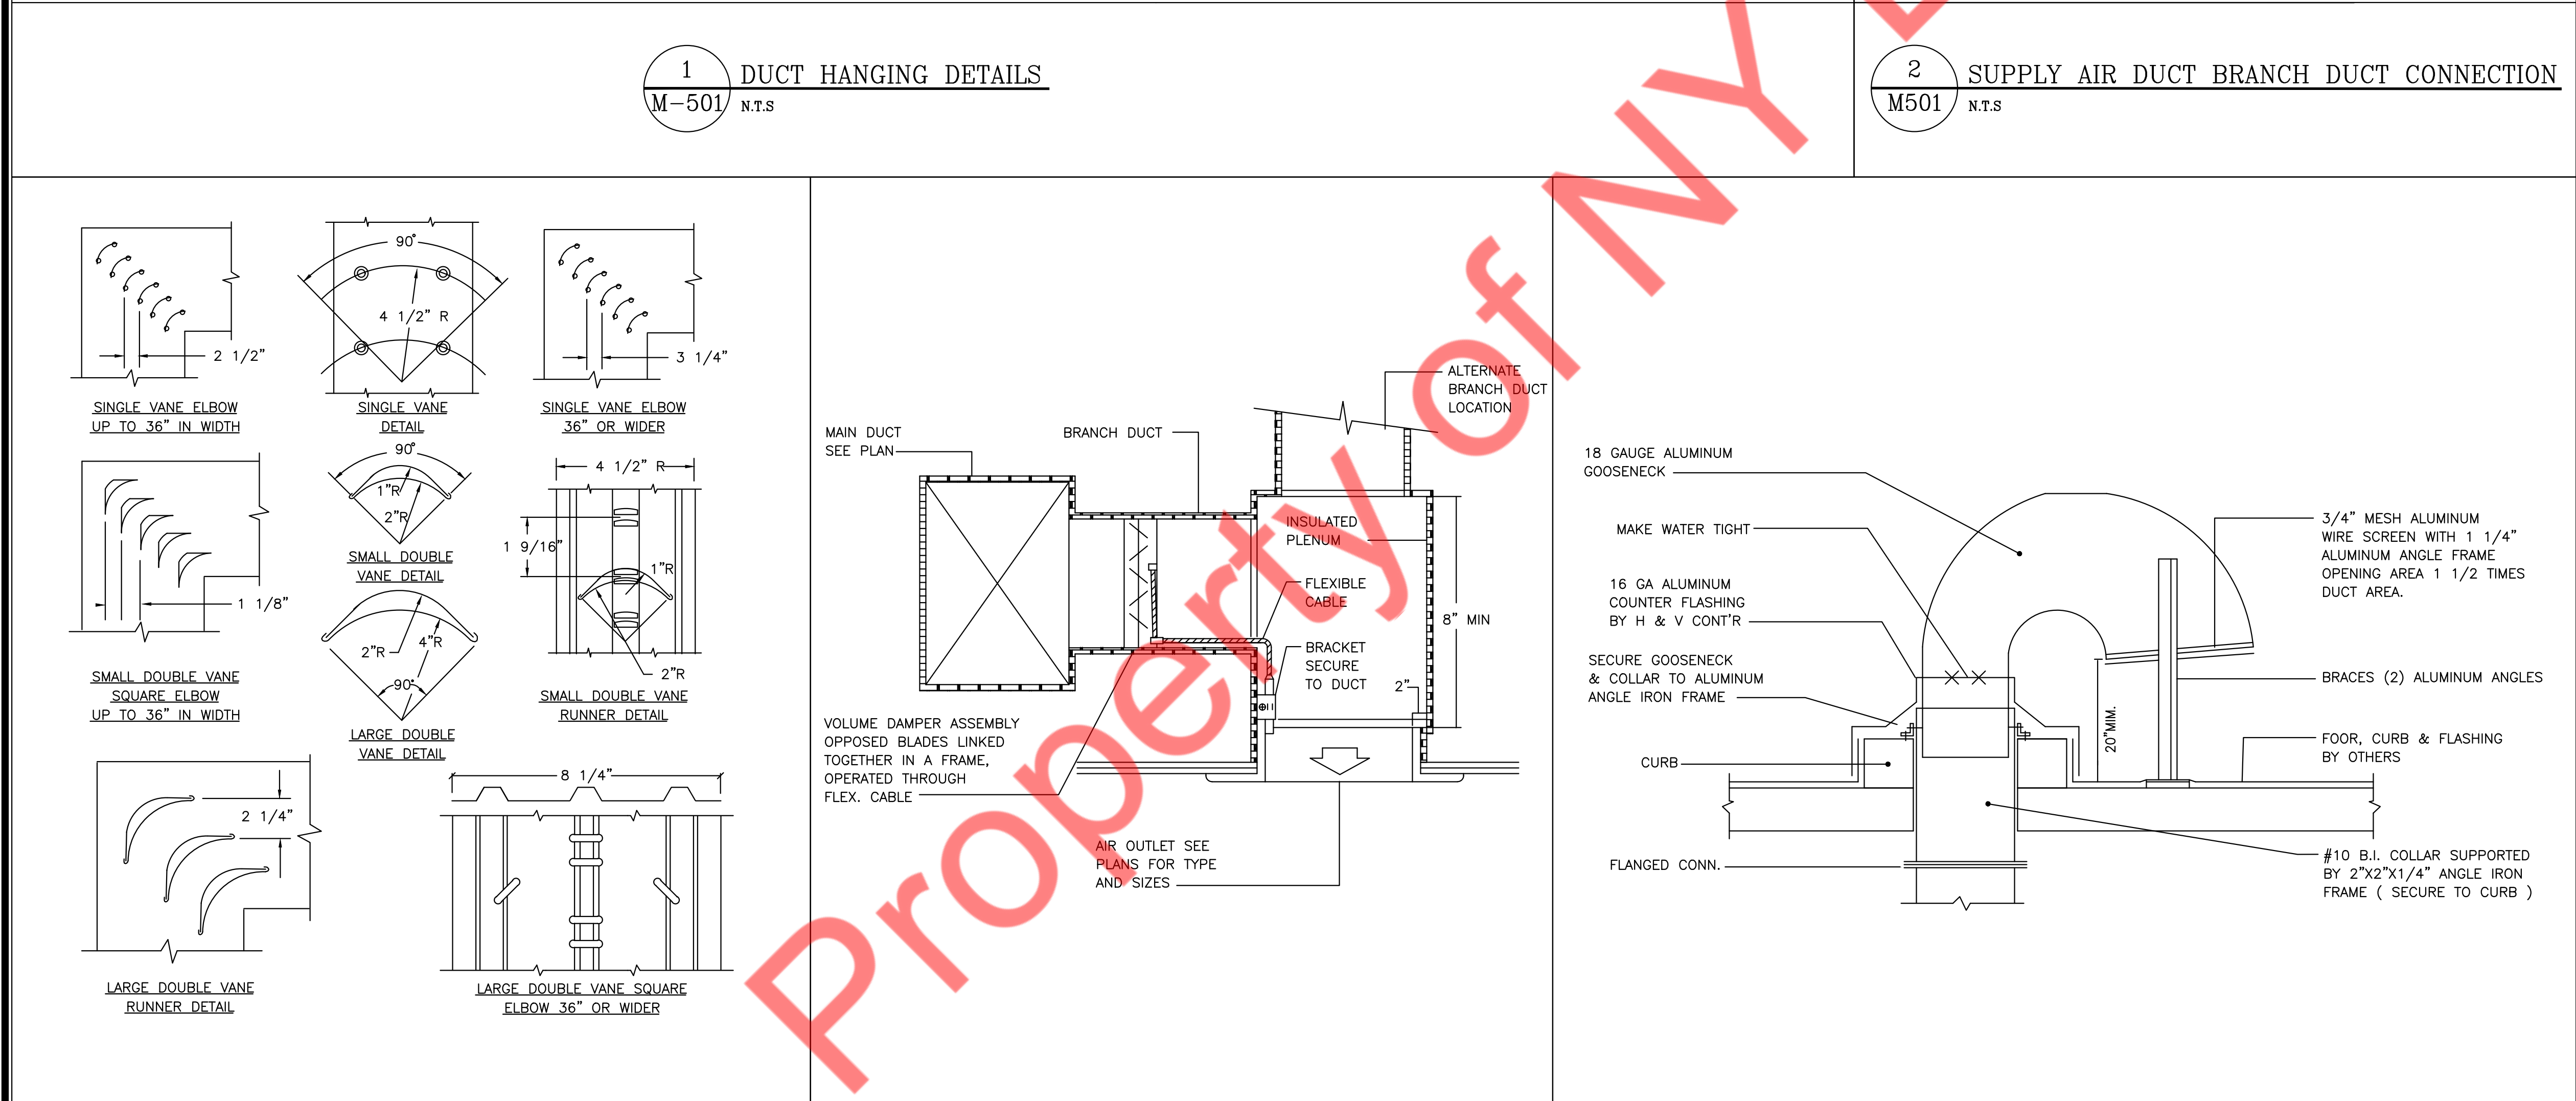 1
M-501
DUCT HANGING DETAILS
N.T.S
2
M501
SUPPLY AIR DUCT BRANCH DUCT CONNECTION
N.T.S
2 1/2"
SINGLE VANE ELBOW
UP TO 36" IN WIDTH
90°
4 1/2" R
SINGLE VANE
DETAIL
3 1/4"
SINGLE VANE ELBOW
36" OR WIDER
1 1/8"
SMALL DOUBLE VANE
SQUARE ELBOW
UP TO 36" IN WIDTH
90°
1"R
2"R
SMALL DOUBLE
VANE DETAIL
2"R
4"R
90°
LARGE DOUBLE
VANE DETAIL
4 1/2" R
1 9/16"
1"R
2"R
SMALL DOUBLE VANE
RUNNER DETAIL
2 1/4"
LARGE DOUBLE VANE
RUNNER DETAIL
8 1/4"
LARGE DOUBLE VANE SQUARE
ELBOW 36" OR WIDER
MAIN DUCT
SEE PLAN
BRANCH DUCT
ALTERNATE
BRANCH DUCT
LOCATION
INSULATED
PLENUM
FLEXIBLE
CABLE
8" MIN
BRACKET
SECURE
TO DUCT
2"
VOLUME DAMPER ASSEMBLY
OPPOSED BLADES LINKED
TOGETHER IN A FRAME,
OPERATED THROUGH
FLEX. CABLE
AIR OUTLET SEE
PLANS FOR TYPE
AND SIZES
18 GAUGE ALUMINUM
GOOSENECK
MAKE WATER TIGHT
16 GA ALUMINUM
COUNTER FLASHING
BY H & V CONT'R
SECURE GOOSENECK
& COLLAR TO ALUMINUM
ANGLE IRON FRAME
CURB
FLANGED CONN.
20"MIM.
3/4" MESH ALUMINUM
WIRE SCREEN WITH 1 1/4"
ALUMINUM ANGLE FRAME
OPENING AREA 1 1/2 TIMES
DUCT AREA.
BRACES (2) ALUMINUM ANGLES
FOOR, CURB & FLASHING
BY OTHERS
#10 B.I. COLLAR SUPPORTED
BY 2"X2"X1/4" ANGLE IRON
FRAME ( SECURE TO CURB )
Property of NY